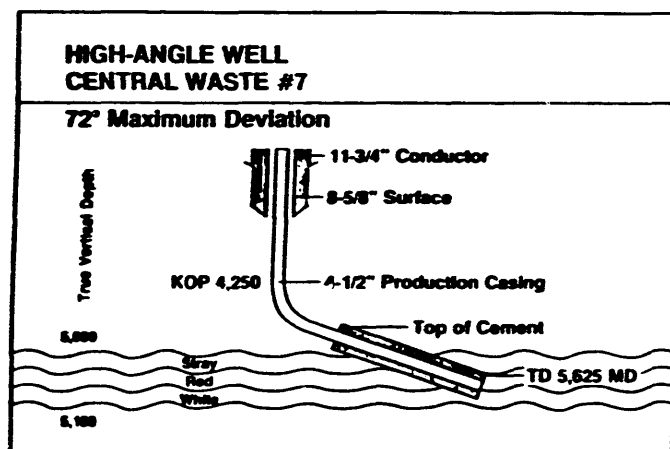 HIGH-ANGLE WELL
CENTRAL WASTE #7
72° Maximum Deviation
11-3/4" Conductor
8-5/8" Surface
True Vertical Depth
KOP 4,250
4-1/2" Production Casing
Top of Cement
5,000
Stray
Red
White
TD 5,625 MD
5,100